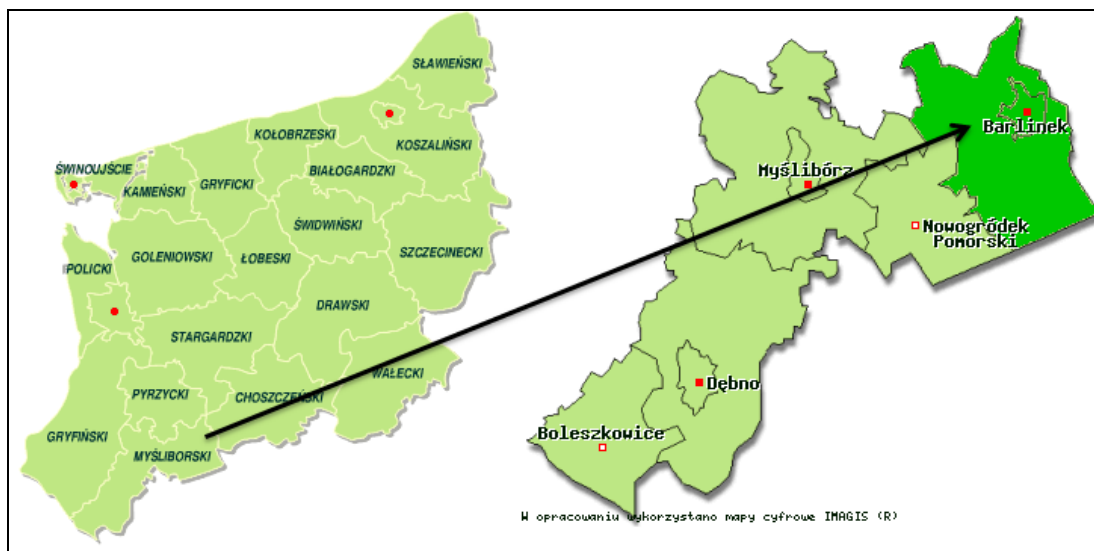 SŁAWIEŃSKI
KOŁOBRZESKI
KOSZALIŃSKI
ŚWINOUJŚCIE
BIAŁOGARDZKI
KAMIEŃSKI
GRYFICKI
ŚWIDWIŃSKI
SZCZECINECKI
GOLENIOWSKI
ŁOBESKI
POLICKI
DRAWSKI
STARGARDZKI
WAŁECKI
PYRZYCKI
CHOSZCZEŃSKI
GRYFIŃSKI
MYŚLIBORSKI
Barlinek
Myślibórz
Nowogródek
Pomorski
Dębno
Boleszkowice
W opracowaniu wykorzystano mapy cyfrowe IMAGIS (R)